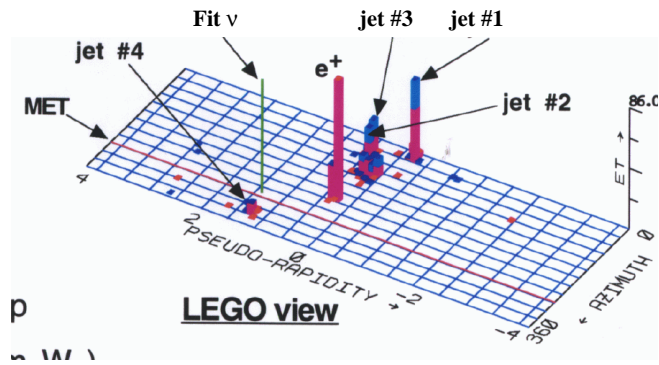 Fit ν jet #3 jet #1
jet #4
e+
jet #2
MET
86.0
ET →
4
2
0
-2
-4
PSEUDO-RAPIDITY →
0
360
← AZIMUTH
p LEGO view